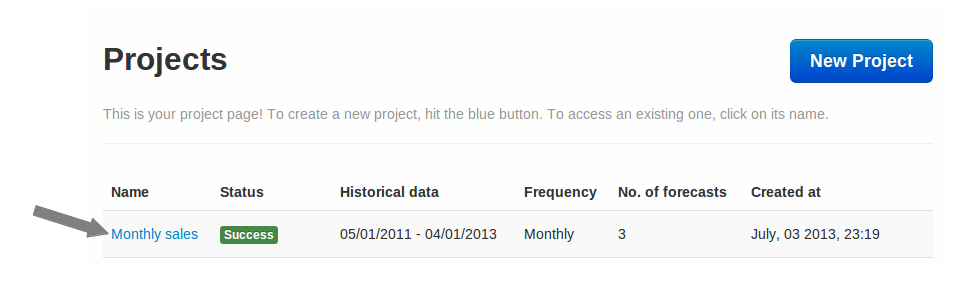 Projects
New Project
This is your project page! To create a new project, hit the blue button. To access an existing one, click on its name.
Name Status Historical data Frequency No. of forecasts Created at
Monthly sales Success 05/01/2011 - 04/01/2013 Monthly 3 July, 03 2013, 23:19